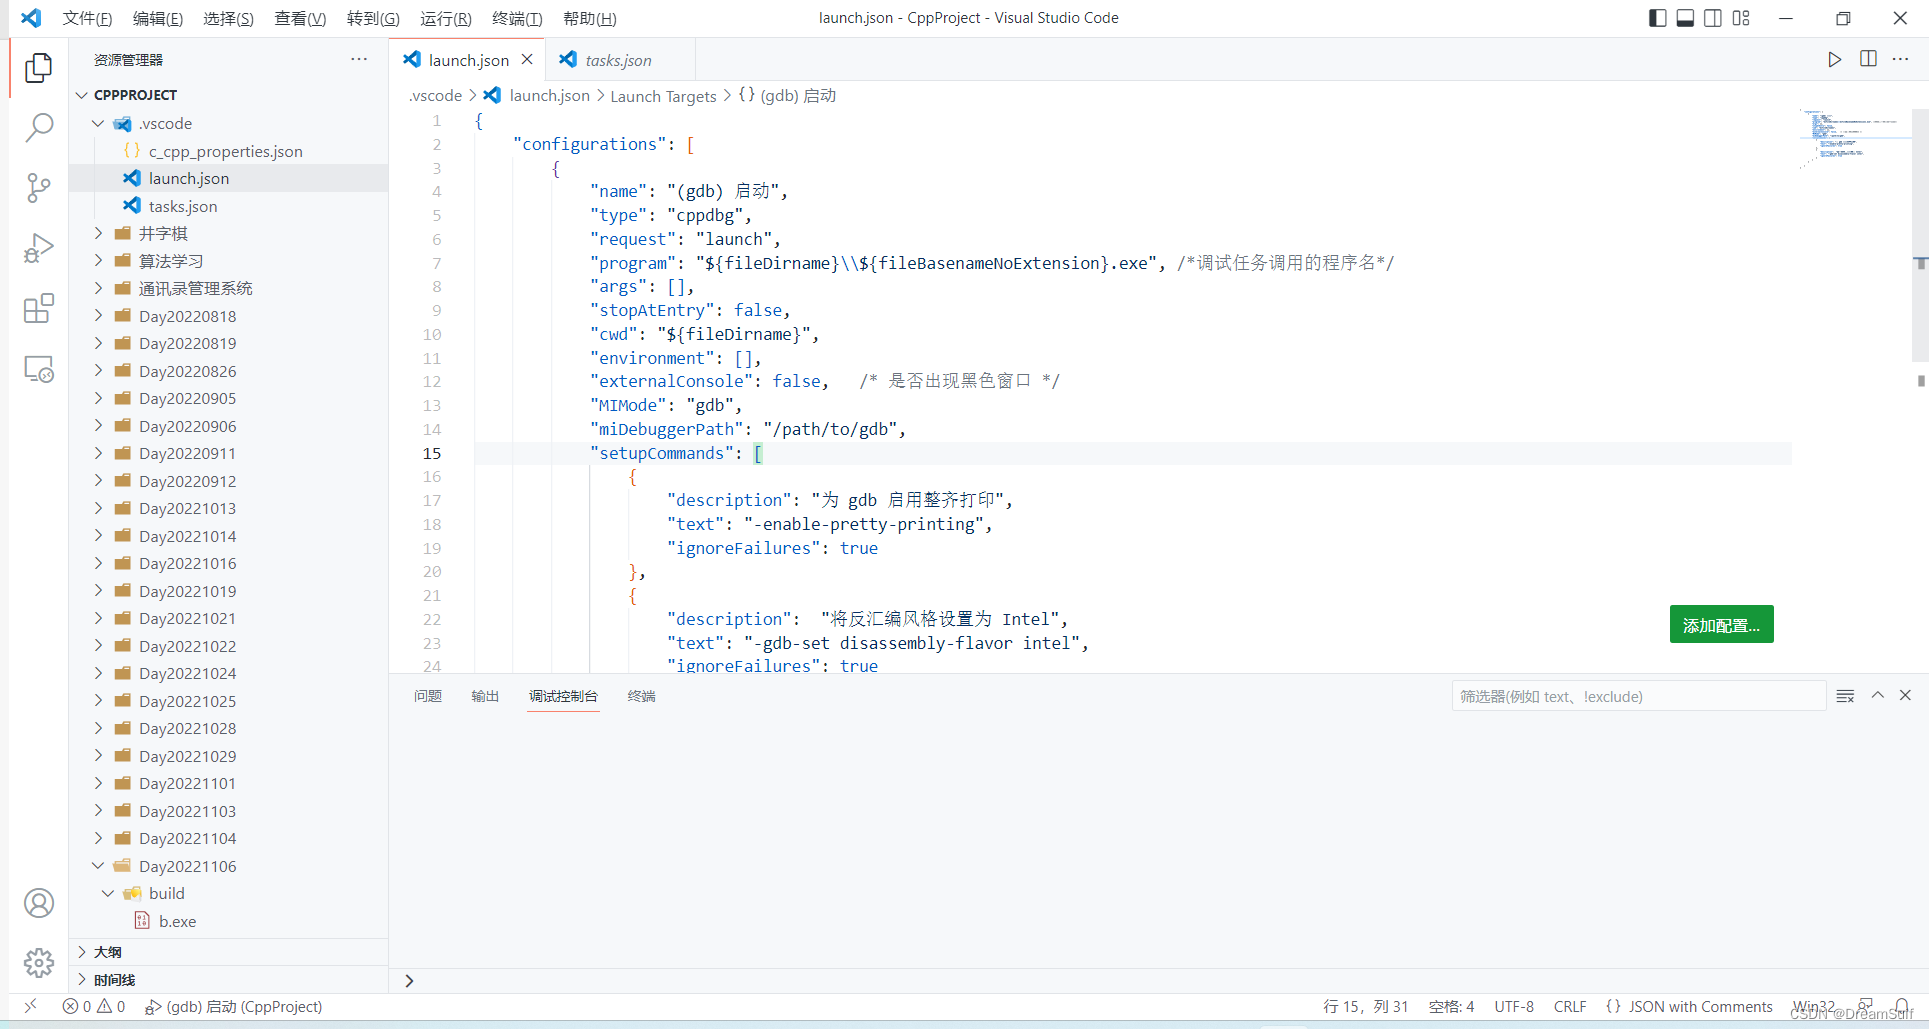 文件(F) 编辑(E) 选择(S) 查看(V) 转到(G) 运行(R) 终端(T) 帮助(H)
launch.json - CppProject - Visual Studio Code
资源管理器
CPPPROJECT
.vscode
c_cpp_properties.json
launch.json
tasks.json
井字棋
算法学习
通讯录管理系统
Day20220818
Day20220819
Day20220826
Day20220905
Day20220906
Day20220911
Day20220912
Day20221013
Day20221014
Day20221016
Day20221019
Day20221021
Day20221022
Day20221024
Day20221025
Day20221028
Day20221029
Day20221101
Day20221103
Day20221104
Day20221106
build
b.exe
大纲
时间线
launch.json
tasks.json
.vscode > launch.json > Launch Targets > {} (gdb) 启动
1 {
2 "configurations": [
3 {
4 "name": "(gdb) 启动",
5 "type": "cppdbg",
6 "request": "launch",
7 "program": "${fileDirname}\\${fileBasenameNoExtension}.exe", /*调试任务调用的程序名*/
8 "args": [],
9 "stopAtEntry": false,
10 "cwd": "${fileDirname}",
11 "environment": [],
12 "externalConsole": false, /* 是否出现黑色窗口 */
13 "MIMode": "gdb",
14 "miDebuggerPath": "/path/to/gdb",
15 "setupCommands": [
16 {
17 "description": "为 gdb 启用整齐打印",
18 "text": "-enable-pretty-printing",
19 "ignoreFailures": true
20 },
21 {
22 "description": "将反汇编风格设置为 Intel",
23 "text": "-gdb-set disassembly-flavor intel",
24 "ignoreFailures": true
添加配置...
问题 输出 调试控制台 终端
筛选器(例如 text、!exclude)
0 0 (gdb) 启动 (CppProject)
行 15，列 31 空格: 4 UTF-8 CRLF {} JSON with Comments Win32
CSDN @DreamSuff